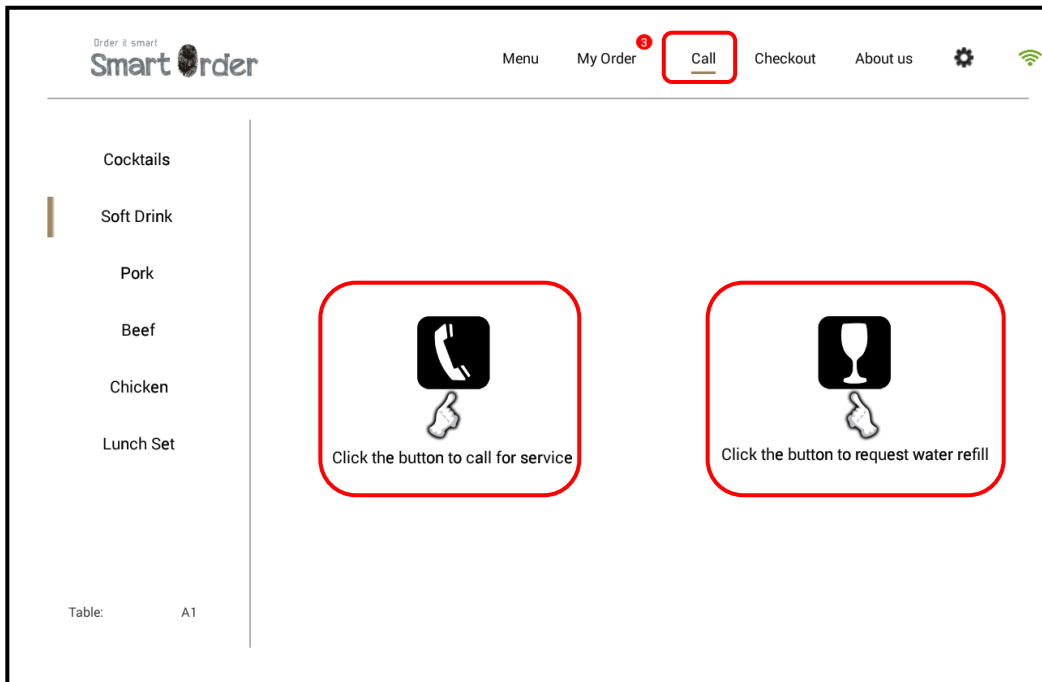 Order it smart
Smart Order
Menu My Order 3 Call Checkout About us
Cocktails
Soft Drink
Pork
Beef
Chicken
Lunch Set
Click the button to call for service
Click the button to request water refill
Table: A1